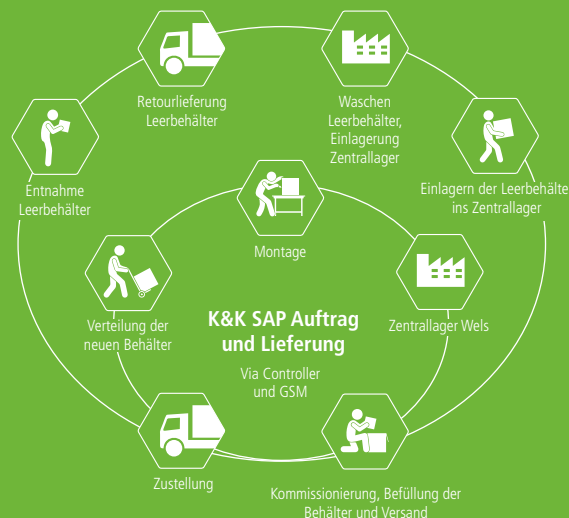 Retourlieferung
Leerbehälter
Waschen
Leerbehälter,
Einlagerung
Zentrallager
Entnahme
Leerbehälter
Einlagern der Leerbehälte
ins Zentrallager
Montage
Verteilung der
neuen Behälter
K&K SAP Auftrag
und Lieferung
Via Controller
und GSM
Zentrallager Wels
Zustellung
Kommissionierung, Befüllung der
Behälter und Versand